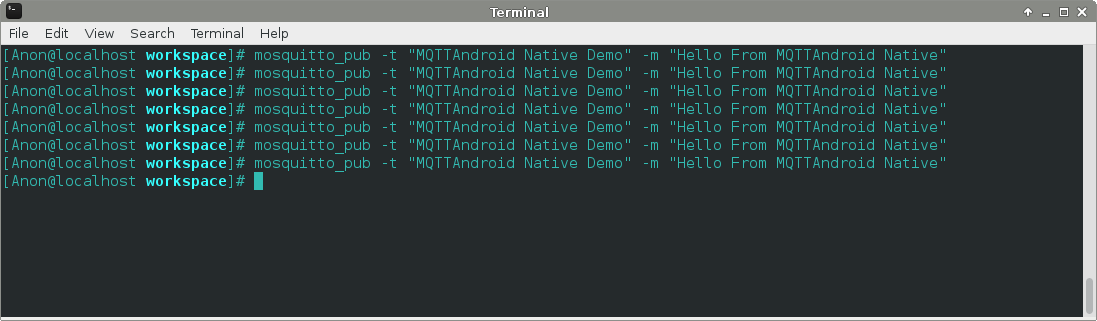 Terminal
File Edit View Search Terminal Help
[Anon@localhost workspace]# mosquitto_pub -t "MQTTAndroid Native Demo" -m "Hello From MQTTAndroid Native"
[Anon@localhost workspace]# mosquitto_pub -t "MQTTAndroid Native Demo" -m "Hello From MQTTAndroid Native"
[Anon@localhost workspace]# mosquitto_pub -t "MQTTAndroid Native Demo" -m "Hello From MQTTAndroid Native"
[Anon@localhost workspace]# mosquitto_pub -t "MQTTAndroid Native Demo" -m "Hello From MQTTAndroid Native"
[Anon@localhost workspace]# mosquitto_pub -t "MQTTAndroid Native Demo" -m "Hello From MQTTAndroid Native"
[Anon@localhost workspace]# mosquitto_pub -t "MQTTAndroid Native Demo" -m "Hello From MQTTAndroid Native"
[Anon@localhost workspace]# mosquitto_pub -t "MQTTAndroid Native Demo" -m "Hello From MQTTAndroid Native"
[Anon@localhost workspace]#